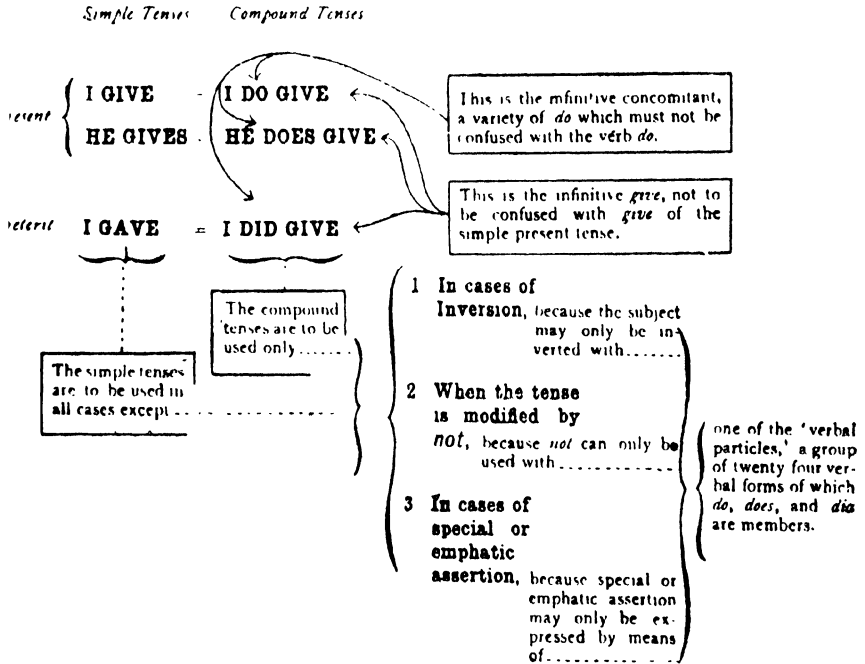 Simple Tenses Compound Tenses
I GIVE - I DO GIVE
esent
HE GIVES - HE DOES GIVE
eterit I GAVE = I DID GIVE
This is the mfinitive concomitant,
a variety of do which must not be
confused with the verb do.
This is the infinitive give, not to
be confused with give of the
simple present tense.
The compound
tenses are to be
used only ......
The simple tenses
are to be used in
all cases except ......
1 In cases of
Inversion, because the subject
may only be in-
verted with......
2 When the tense
is modified by
not, because not can only be
used with ............
3 In cases of
special or
emphatic
assertion, because special or
emphatic assertion
may only be ex-
pressed by means
of..............
one of the ‘verbal
particles,’ a group
of twenty four ver-
bal forms of which
do, does, and did
are members.